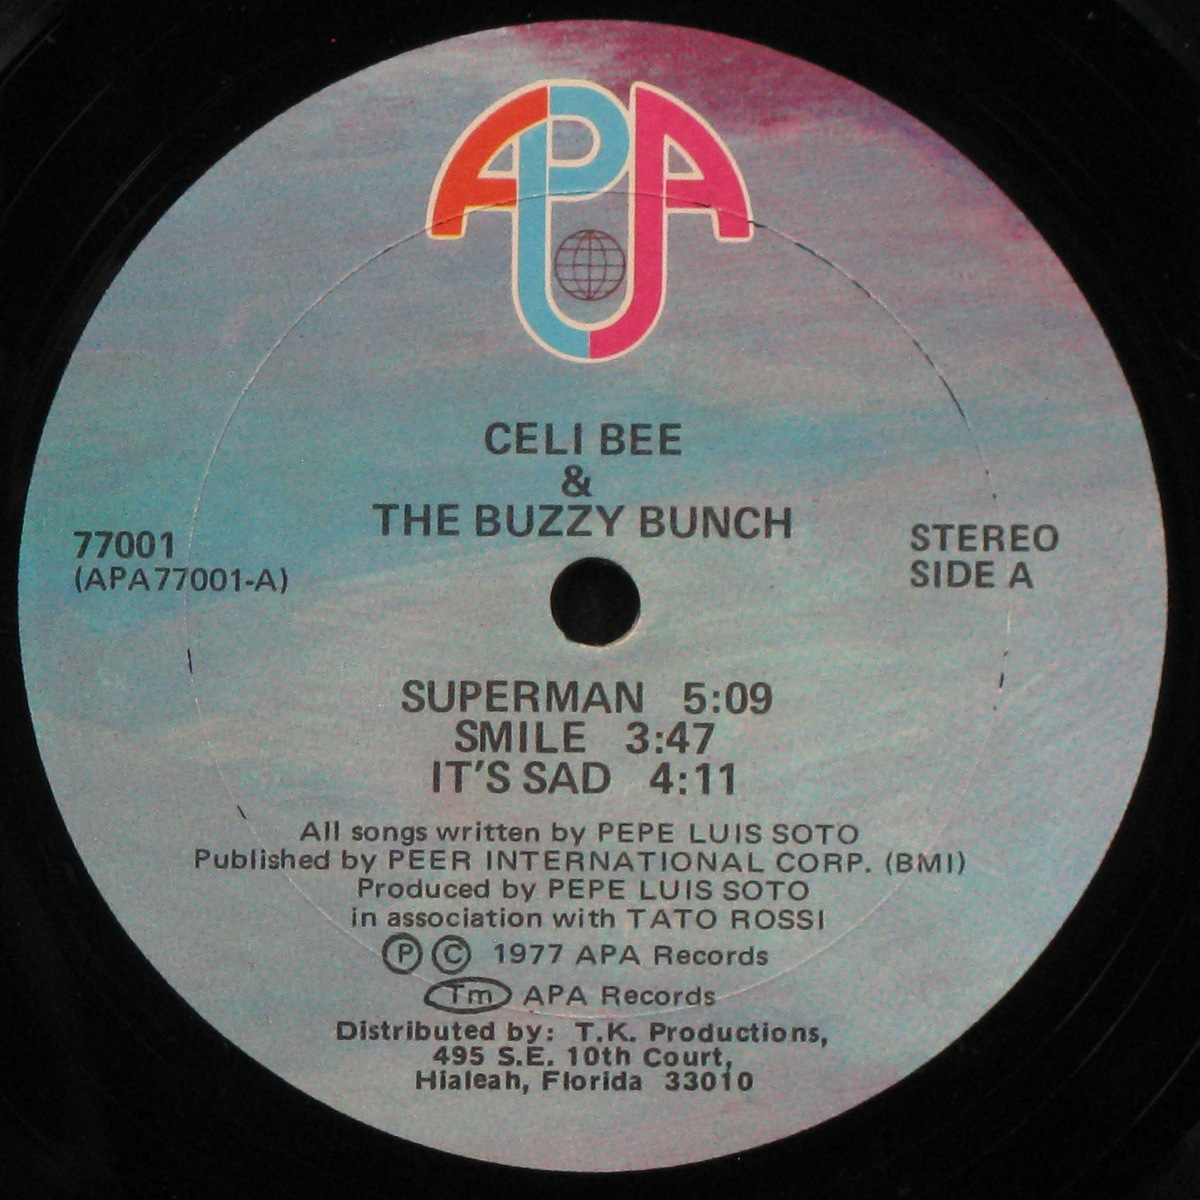 APA
CELI BEE
&
THE BUZZY BUNCH
77001
(APA77001-A)
STEREO
SIDE A
SUPERMAN 5:09
SMILE 3:47
IT'S SAD 4:11
All songs written by PEPE LUIS SOTO
Published by PEER INTERNATIONAL CORP. (BMI)
Produced by PEPE LUIS SOTO
in association with TATO ROSSI
Ⓟ Ⓒ 1977 APA Records
Tm APA Records
Distributed by: T.K. Productions,
495 S.E. 10th Court,
Hialeah, Florida 33010